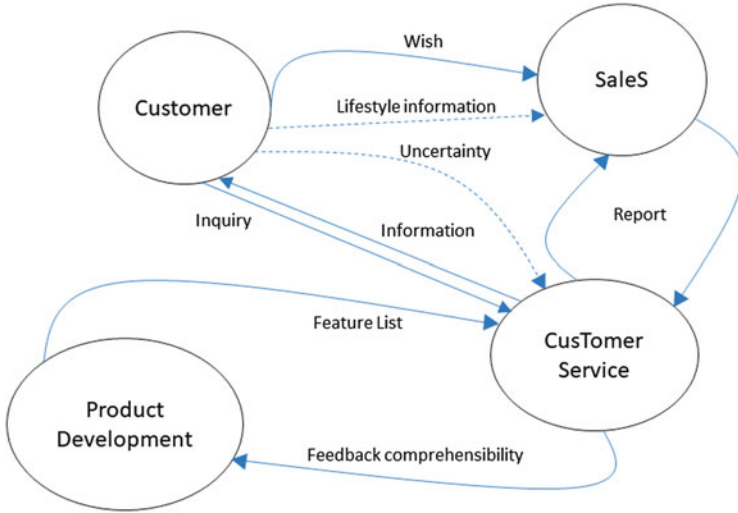 Wish
SaleS
Customer
Lifestyle information
Uncertainty
Inquiry
Information
Report
Feature List
CusTomer
Service
Product
Development
Feedback comprehensibility